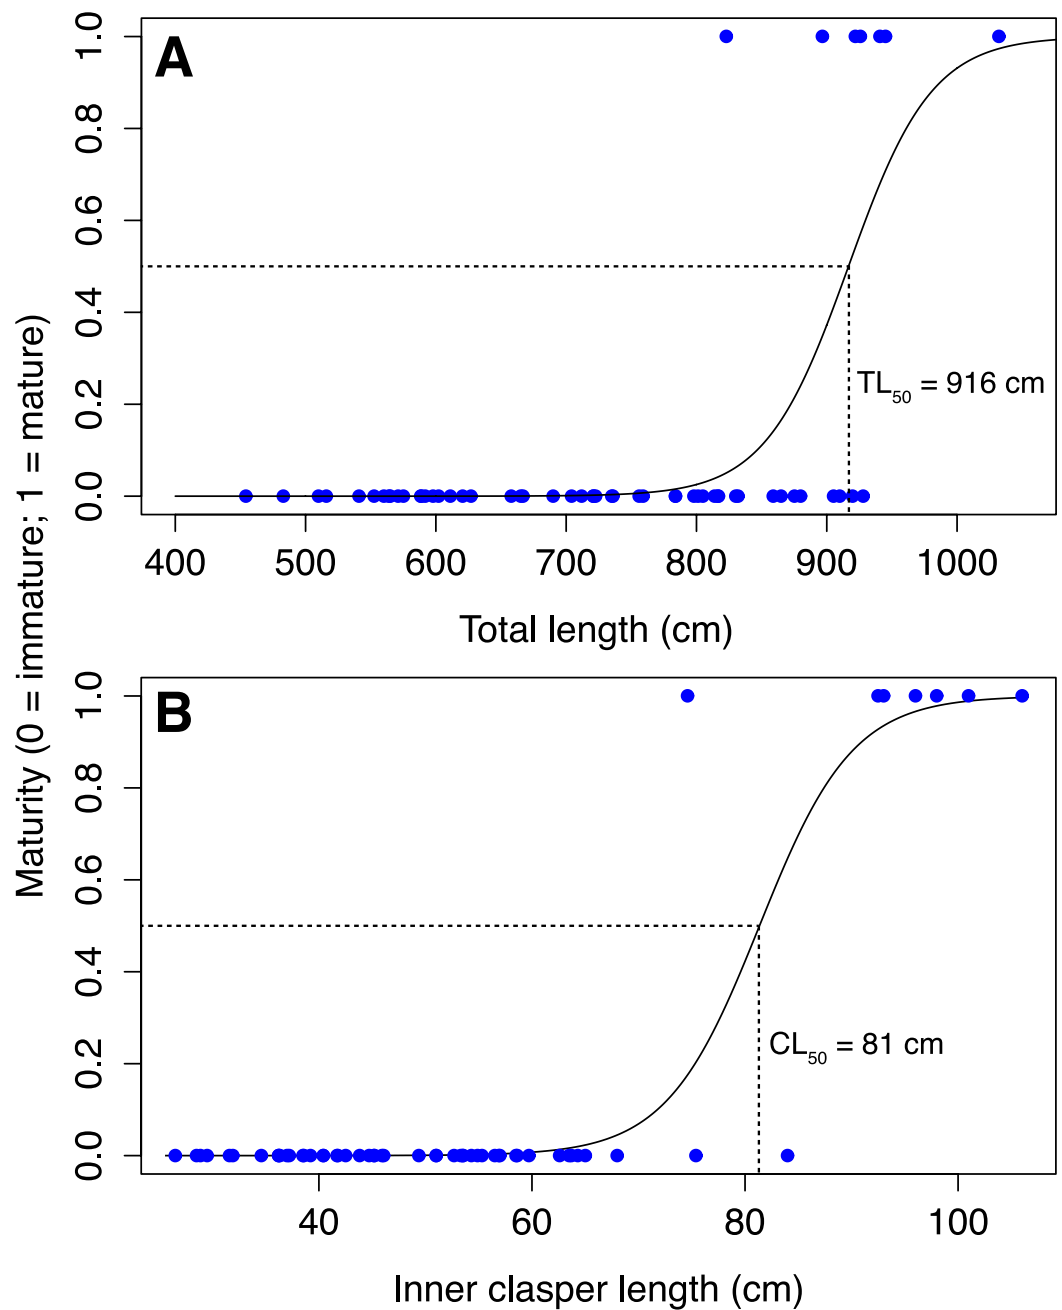 Maturity (0 = immature; 1 = mature)
A
1.0
0.8
0.6
0.4
0.2
0.0
TL50 = 916 cm
400 500 600 700 800 900 1000
Total length (cm)
B
1.0
0.8
0.6
0.4
0.2
0.0
CL50 = 81 cm
40 60 80 100
Inner clasper length (cm)